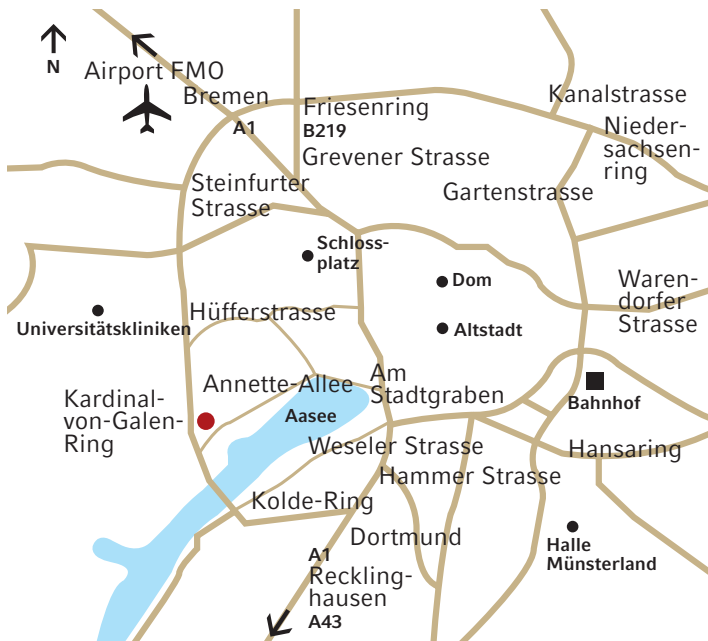 N
Airport FMO
Bremen
A1
Friesenring
B219
Grevener Strasse
Kanalstrasse
Nieder-
sachsen-
ring
Steinfurter
Strasse
Gartenstrasse
Schloss-
platz
Dom
Altstadt
Waren-
dorfer
Strasse
Universitätskliniken
Hüfferstrasse
Annette-Allee
Am
Stadtgraben
Bahnhof
Kardinal-
von-Galen-
Ring
Aasee
Weseler Strasse
Hansaring
Hammer Strasse
Kolde-Ring
Dortmund
A1
Reckling-
hausen
A43
Halle
Münsterland